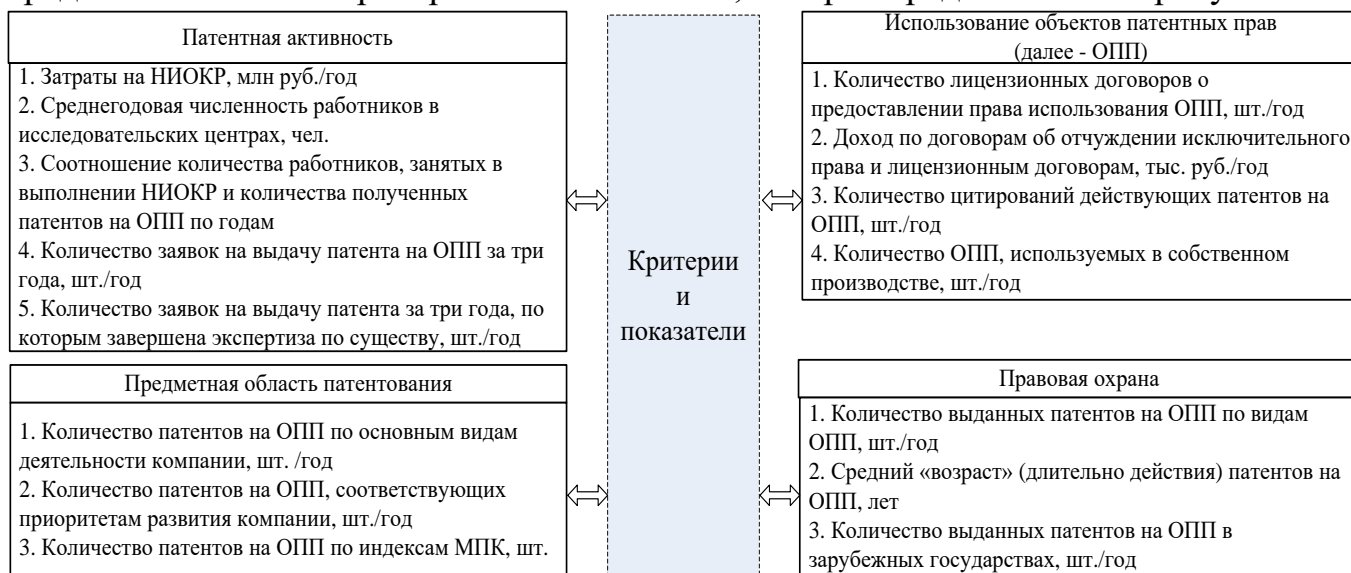 Патентная активность
1. Затраты на НИОКР, млн руб./год
2. Среднегодовая численность работников в
исследовательских центрах, чел.
3. Соотношение количества работников, занятых в
выполнении НИОКР и количества полученных
патентов на ОПП по годам
4. Количество заявок на выдачу патента на ОПП за три
года, шт./год
5. Количество заявок на выдачу патента за три года, по
которым завершена экспертиза по существу, шт./год
Предметная область патентования
1. Количество патентов на ОПП по основным видам
деятельности компании, шт. /год
2. Количество патентов на ОПП, соответствующих
приоритетам развития компании, шт./год
3. Количество патентов на ОПП по индексам МПК, шт.
Критерии
и
показатели
Использование объектов патентных прав
(далее - ОПП)
1. Количество лицензионных договоров о
предоставлении права использования ОПП, шт./год
2. Доход по договорам об отчуждении исключительного
права и лицензионным договорам, тыс. руб./год
3. Количество цитирований действующих патентов на
ОПП, шт./год
4. Количество ОПП, используемых в собственном
производстве, шт./год
Правовая охрана
1. Количество выданных патентов на ОПП по видам
ОПП, шт./год
2. Средний «возраст» (длительно действия) патентов на
ОПП, лет
3. Количество выданных патентов на ОПП в
зарубежных государствах, шт./год